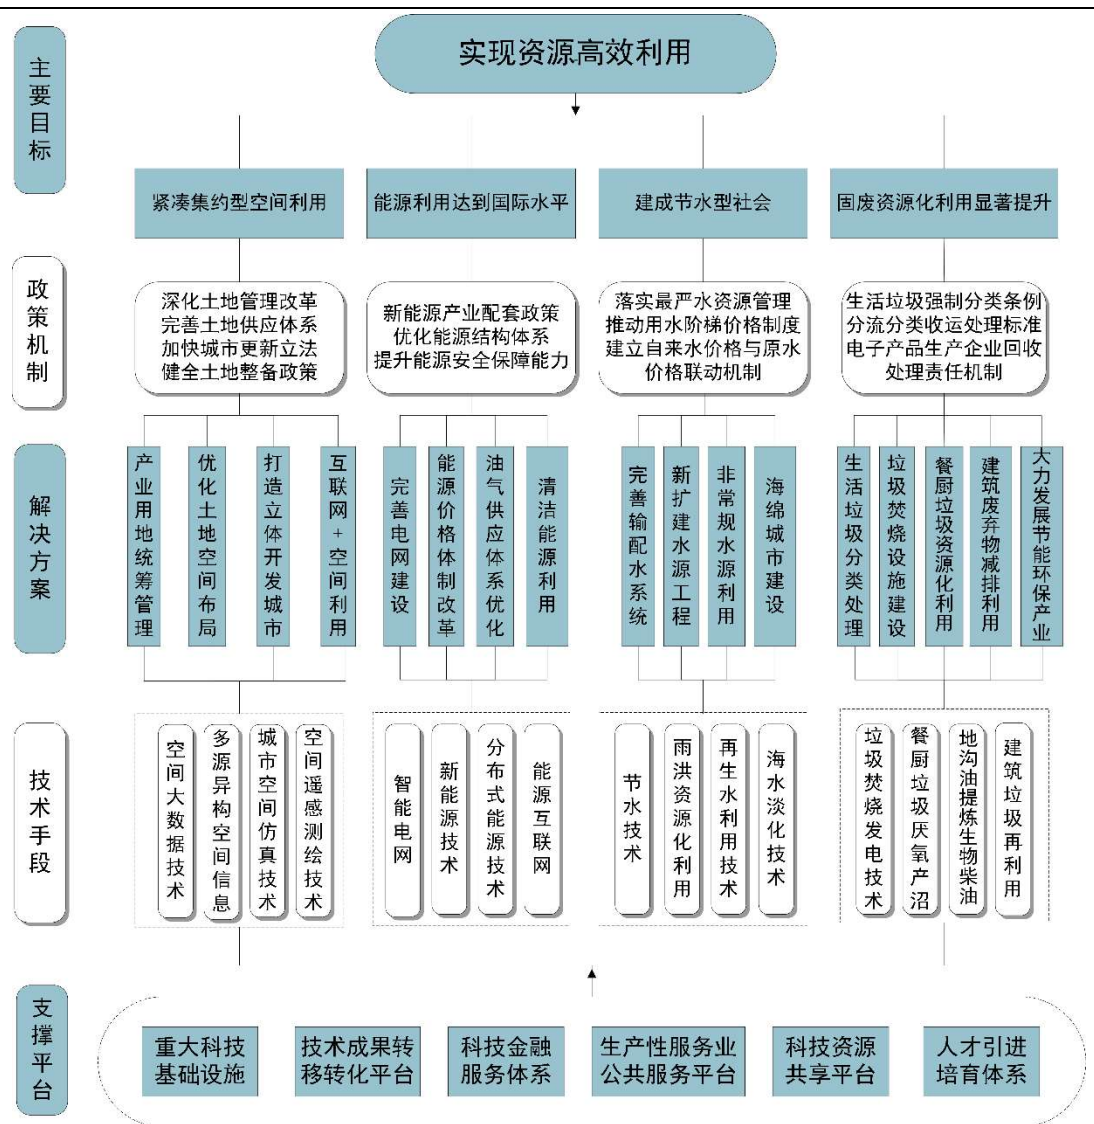 主要目标
实现资源高效利用
紧凑集约型空间利用
能源利用达到国际水平
建成节水型社会
固废资源化利用显著提升
政策机制
深化土地管理改革
完善土地供应体系
加快城市更新立法
健全土地整备政策
新能源产业配套政策
优化能源结构体系
提升能源安全保障能力
落实最严水资源管理
推动用水阶梯价格制度
建立自来水价格与原水
价格联动机制
生活垃圾强制分类条例
分流分类收运处理标准
电子产品生产企业回收
处理责任机制
解决方案
产业用地统筹管理
优化土地空间布局
打造立体开发城市
互联网+空间利用
完善电网建设
能源价格体制改革
油气供应体系优化
清洁能源利用
完善输配水系统
新扩建水源工程
非常规水源利用
海绵城市建设
生活垃圾分类处理
垃圾焚烧设施建设
餐厨垃圾资源化利用
建筑废弃物减排利用
大力发展节能环保产业
技术手段
空间大数据技术
多源异构空间信息
城市空间仿真技术
空间遥感测绘技术
智能电网
新能源技术
分布式能源技术
能源互联网
节水技术
雨洪资源化利用
再生水利用技术
海水淡化技术
垃圾焚烧发电技术
餐厨垃圾厌氧产沼
地沟油提炼生物柴油
建筑垃圾再利用
支撑平台
重大科技
基础设施
技术成果转
移转化平台
科技金融
服务体系
生产性服务业
公共服务平台
科技资源
共享平台
人才引进
培育体系